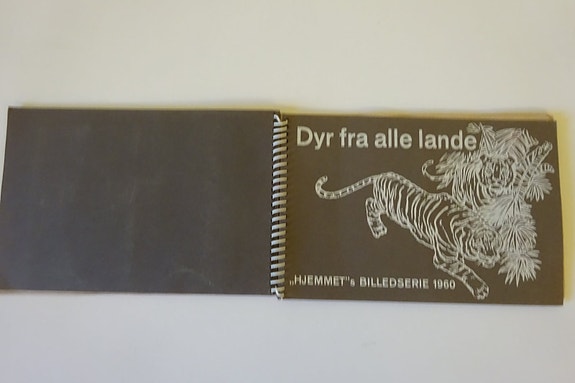 Dyr fra alle lande
„HJEMMET"s BILLEDSERIE 1960